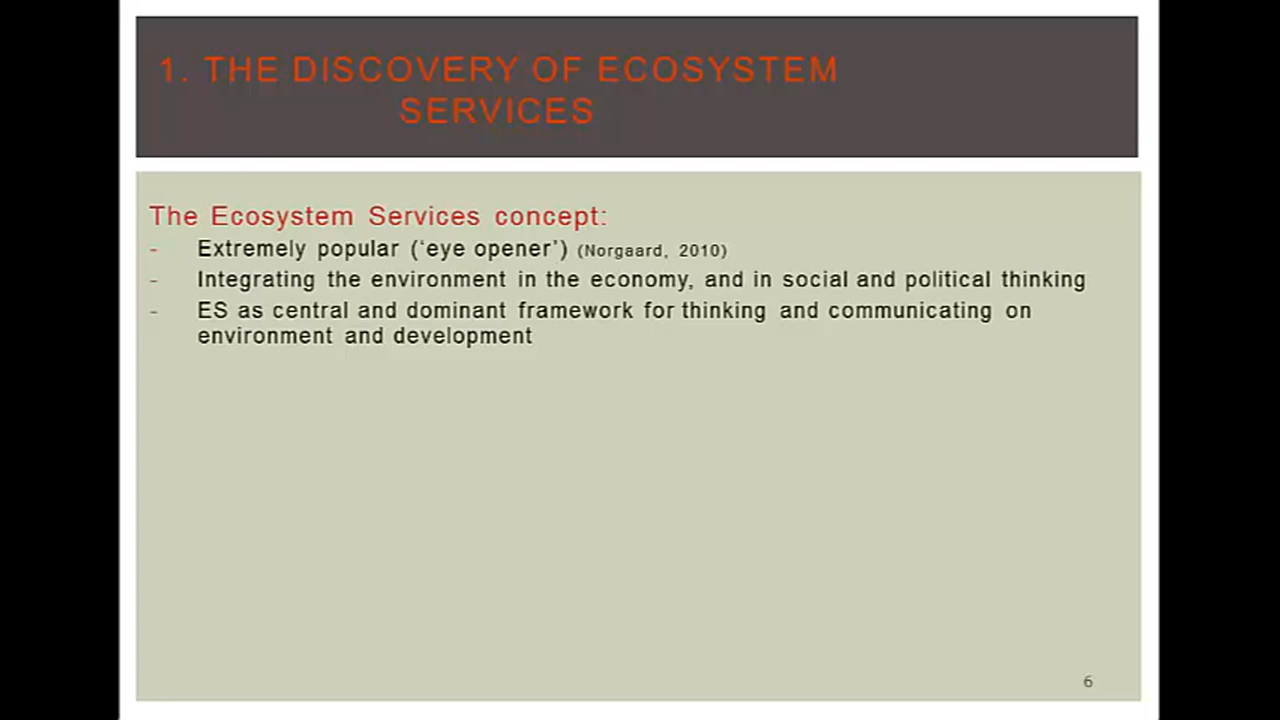 1. THE DISCOVERY OF ECOSYSTEM
SERVICES
The Ecosystem Services concept:
- Extremely popular (‘eye opener’) (Norgaard, 2010)
- Integrating the environment in the economy, and in social and political thinking
- ES as central and dominant framework for thinking and communicating on
environment and development
6